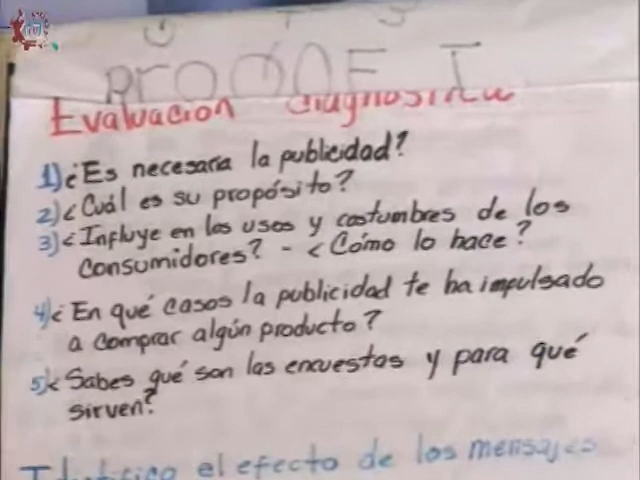 Evaluación diagnóstica
1) ¿Es necesaria la publicidad?
2) ¿Cuál es su propósito?
3) ¿Influye en los usos y costumbres de los
consumidores? - ¿Cómo lo hace?
4) ¿En qué casos la publicidad te ha impulsado
a comprar algún producto?
5) ¿Sabes qué son las encuestas y para qué
sirven?
el efecto de los mensajes